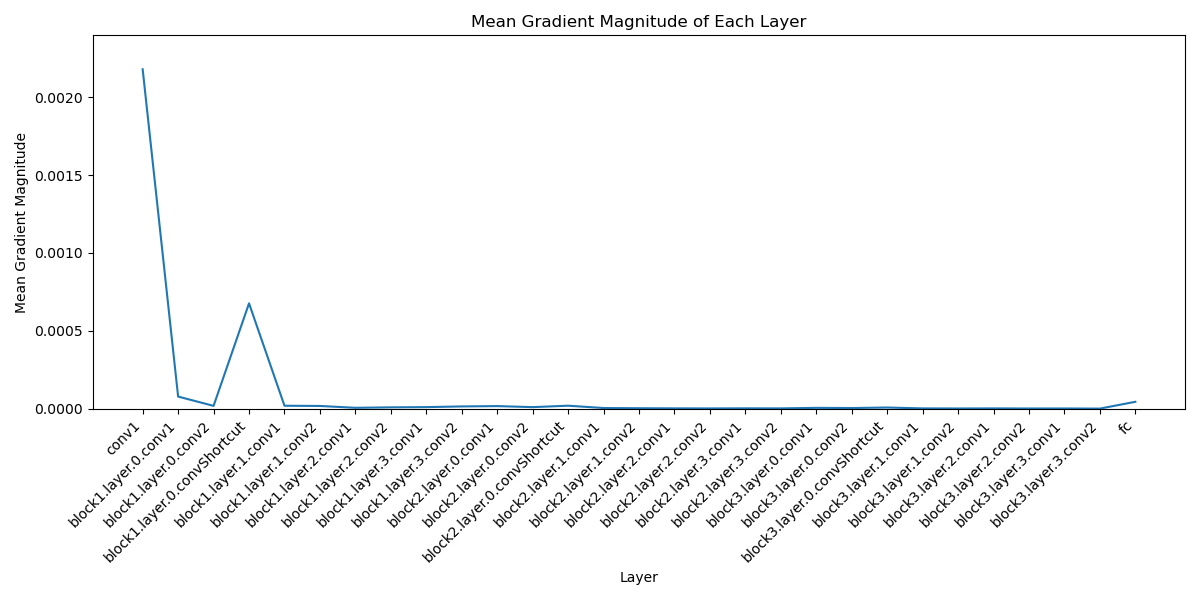 Mean Gradient Magnitude of Each Layer
Mean Gradient Magnitude
0.0020
0.0015
0.0010
0.0005
0.0000
conv1
block1.layer.0.conv1
block1.layer.0.conv2
block1.layer.0.convShortcut
block1.layer.1.conv1
block1.layer.1.conv2
block1.layer.2.conv1
block1.layer.2.conv2
block1.layer.3.conv1
block1.layer.3.conv2
block2.layer.0.conv1
block2.layer.0.conv2
block2.layer.0.convShortcut
block2.layer.1.conv1
block2.layer.1.conv2
block2.layer.2.conv1
block2.layer.2.conv2
block2.layer.3.conv1
block2.layer.3.conv2
block3.layer.0.conv1
block3.layer.0.conv2
block3.layer.0.convShortcut
block3.layer.1.conv1
block3.layer.1.conv2
block3.layer.2.conv1
block3.layer.2.conv2
block3.layer.3.conv1
block3.layer.3.conv2
fc
Layer